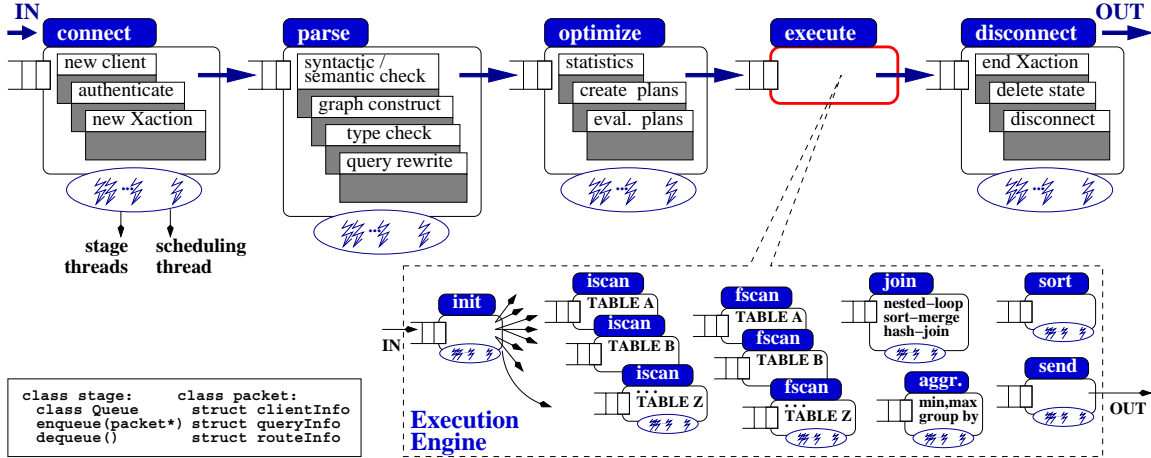 IN
OUT
connect
parse
optimize
execute
disconnect
new client
authenticate
new Xaction
syntactic /
semantic check
graph construct
type check
query rewrite
statistics
create plans
eval. plans
end Xaction
delete state
disconnect
stage
threads
scheduling
thread
IN
init
iscan
TABLE A
iscan
TABLE B
iscan
...
TABLE Z
fscan
TABLE A
fscan
TABLE B
fscan
...
TABLE Z
join
nested-loop
sort-merge
hash-join
aggr.
min,max
group by
sort
send
OUT
Execution
Engine
class stage: class packet:
class Queue struct clientInfo
enqueue(packet*) struct queryInfo
dequeue() struct routeInfo